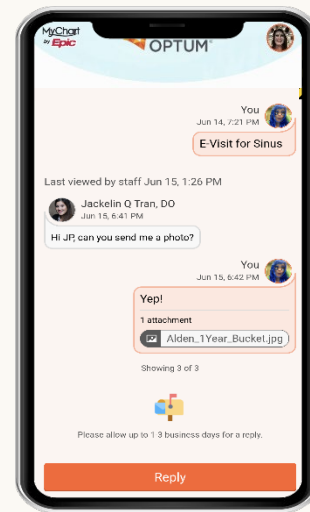 MyChart
by Epic
OPTUM
You
Jun 14, 7:21 PM
E-Visit for Sinus
Last viewed by staff Jun 15, 1:26 PM
Jackelin Q Tran, DO
Jun 15, 6:41 PM
Hi JP, can you send me a photo?
You
Jun 15, 6:42 PM
Yep!
1 attachment
Alden_1Year_Bucket.jpg
Showing 3 of 3
Please allow up to 1 3 business days for a reply.
Reply